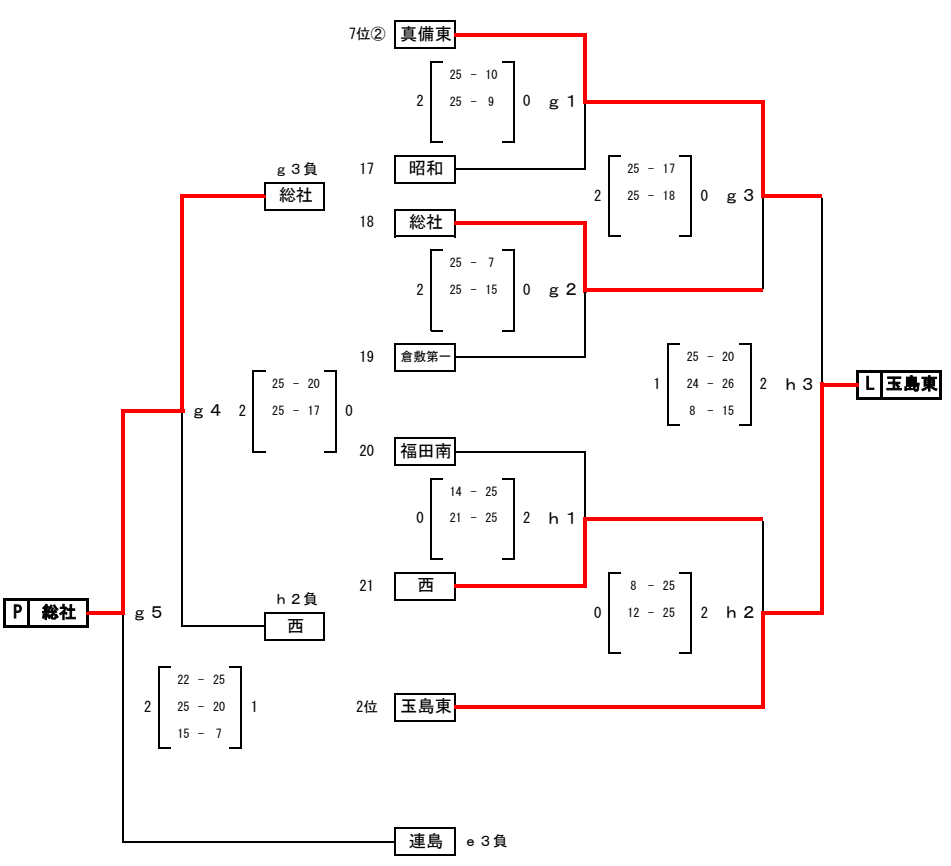 7位② 真備東
25 - 10
2 25 - 9 0 g 1
g 3 負 17 昭和
総社
25 - 17
2 25 - 18 0 g 3
18 総社
25 - 7
2 25 - 15 0 g 2
19 倉敷第一
25 - 20
1 24 - 26 2 h 3
8 - 15
L 玉島東
25 - 20
g 4 2 25 - 17 0
20 福田南
14 - 25
0 21 - 25 2 h 1
21 西
8 - 25
0 12 - 25 2 h 2
h 2 負
西
P 総社 g 5
22 - 25
2 25 - 20 1
15 - 7
2位 玉島東
連島 e 3 負